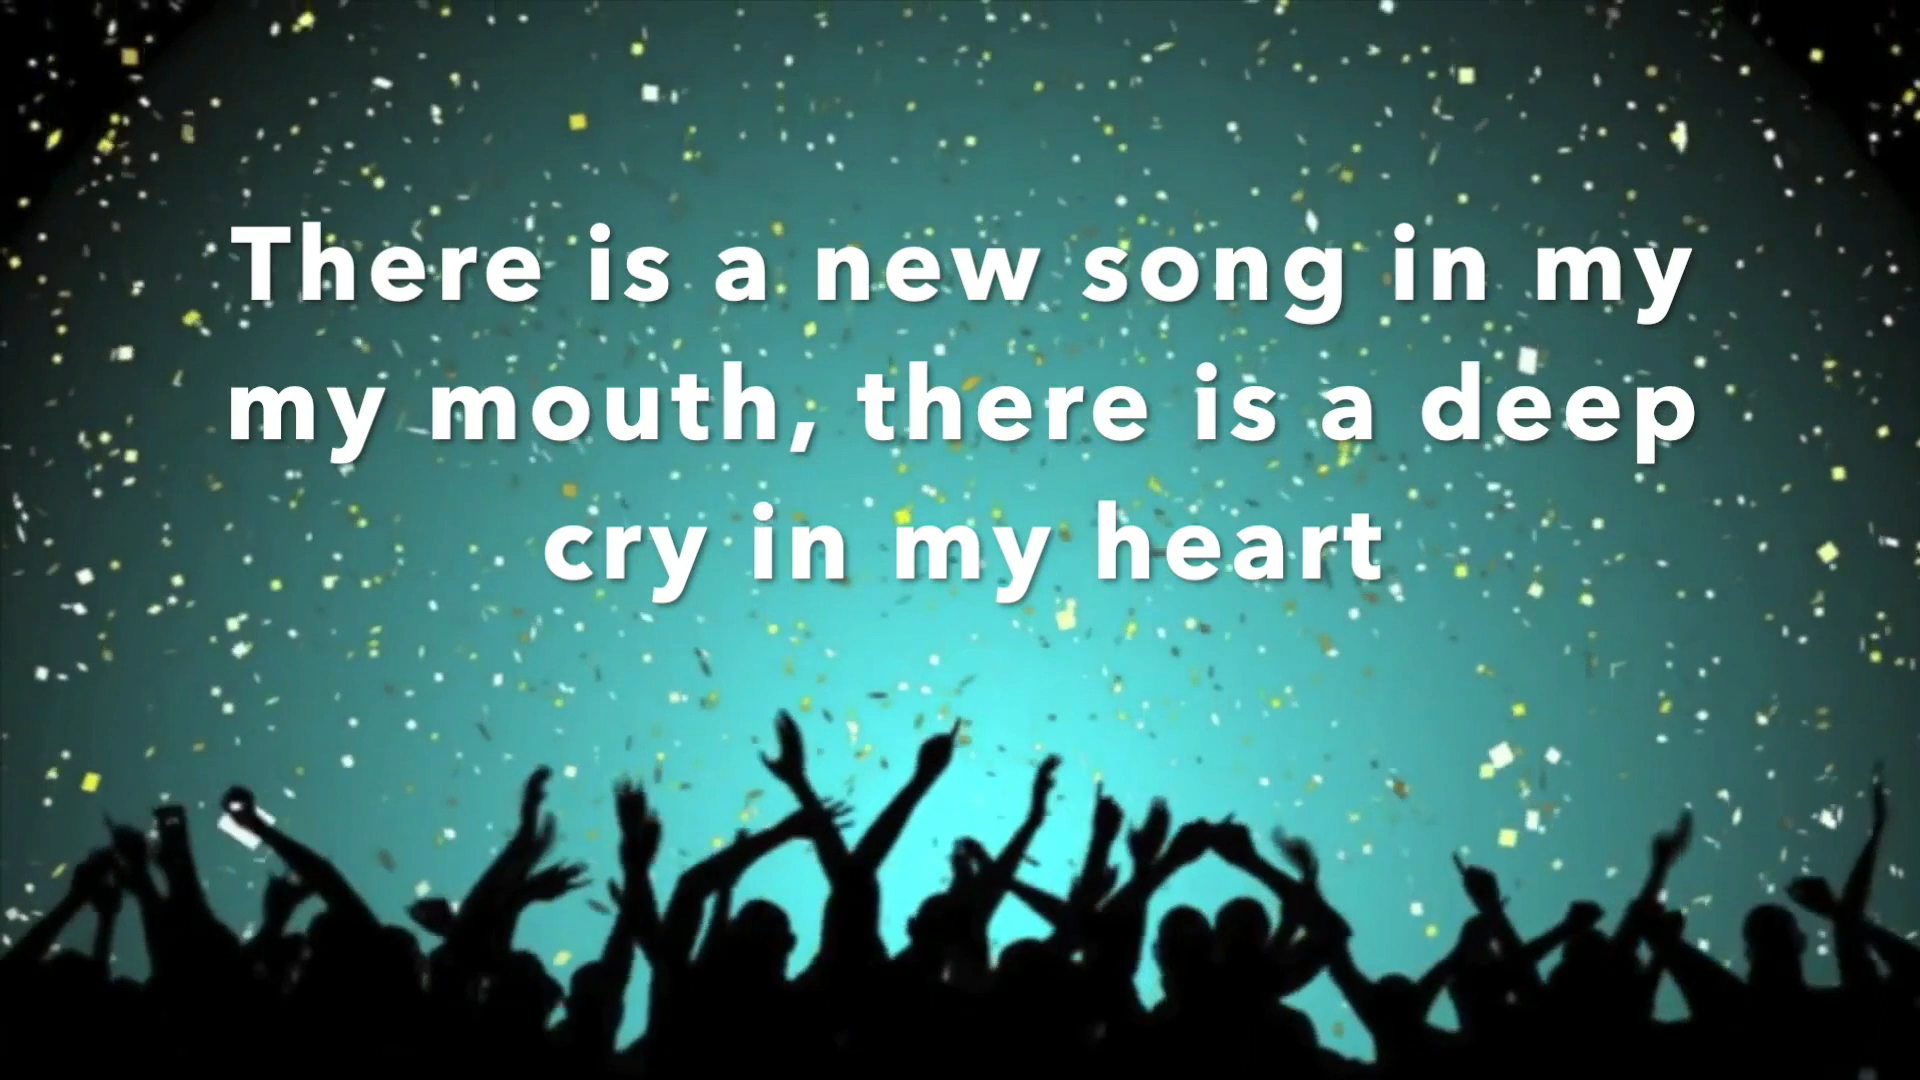 There is a new song in my
my mouth, there is a deep
cry in my heart